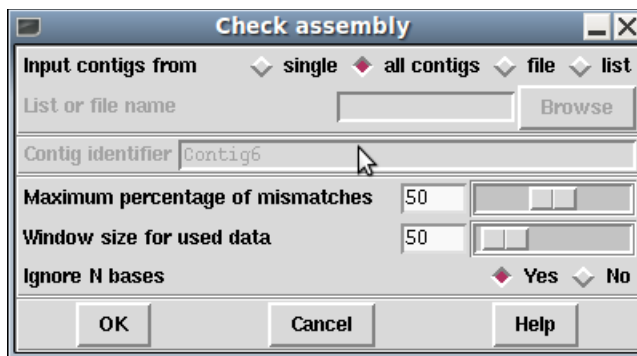 Check assembly
Input contigs from single all contigs file list
List or file name Browse
Contig identifier Contig6
Maximum percentage of mismatches 50
Window size for used data 50
Ignore N bases Yes No
OK Cancel Help